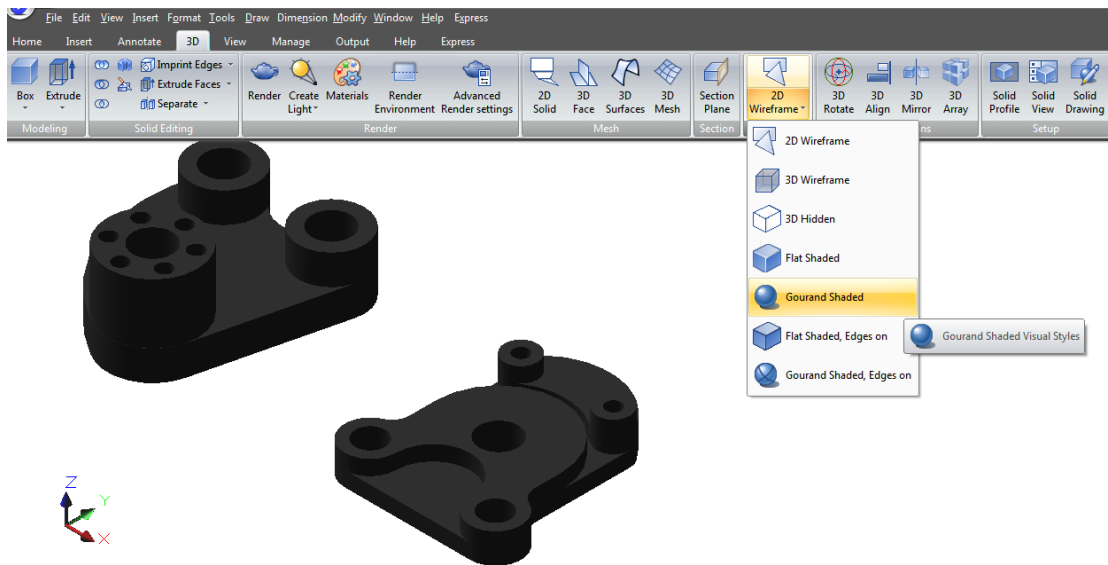 File Edit View Insert Format Tools Draw Dimension Modify Window Help Express
Home Insert Annotate 3D View Manage Output Help Express
Imprint Edges
Extrude Faces
Separate
Box Extrude
Render Create Light Materials Render Environment Advanced Render settings
2D Solid 3D Face 3D Surfaces 3D Mesh
Section Plane
2D Wireframe
3D Rotate 3D Align 3D Mirror 3D Array
Solid Profile Solid View Solid Drawing
Modeling Solid Editing Render Mesh Section ns Setup
2D Wireframe
3D Wireframe
3D Hidden
Flat Shaded
Gourand Shaded
Flat Shaded, Edges on
Gourand Shaded Visual Styles
Gourand Shaded, Edges on
Z
Y
X